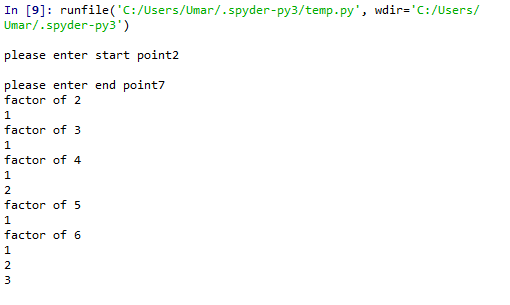 In [9]: runfile('C:/Users/Umar/.spyder-py3/temp.py', wdir='C:/Users/
Umar/.spyder-py3')
please enter start point2
please enter end point7
factor of 2
1
factor of 3
1
factor of 4
1
2
factor of 5
1
factor of 6
1
2
3